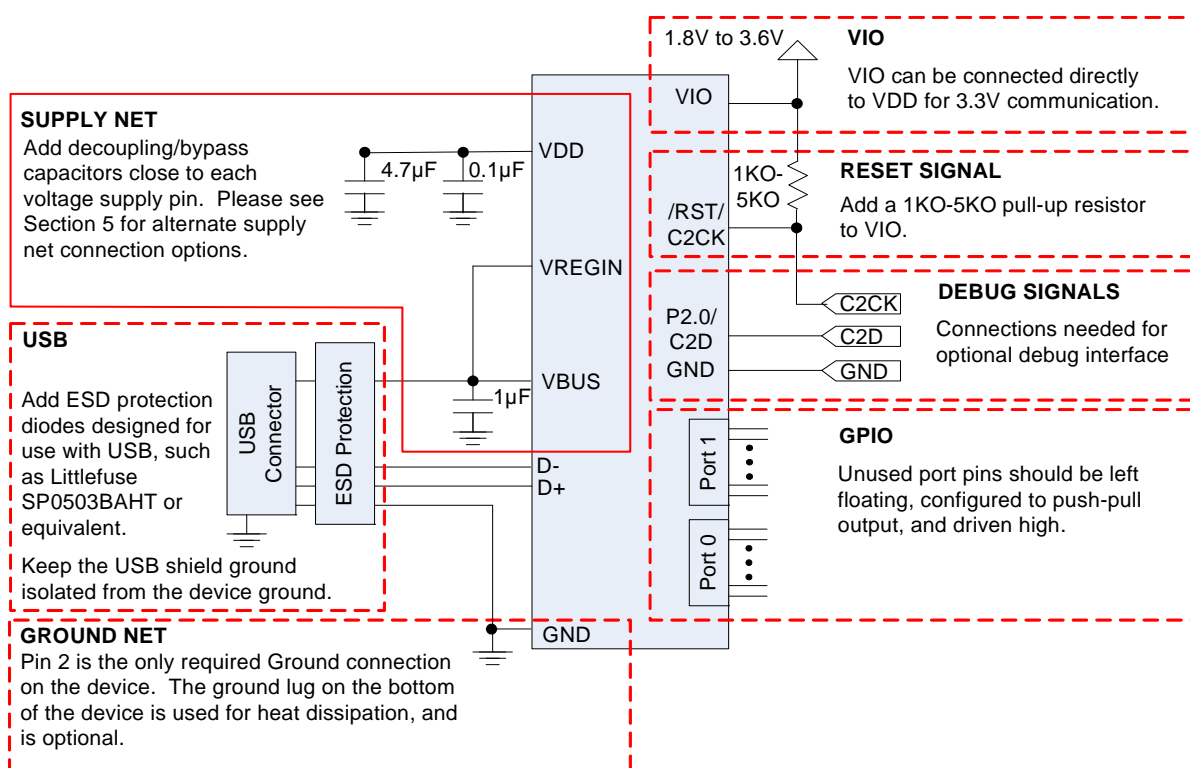 SUPPLY NET
Add decoupling/bypass
capacitors close to each
voltage supply pin.  Please see
Section 5 for alternate supply
net connection options.
4.7µF
0.1µF
VDD
VREGIN
VBUS
1µF
USB
Add ESD protection
diodes designed for
use with USB, such
as Littlefuse
SP0503BAHT or
equivalent.
Keep the USB shield ground
isolated from the device ground.
USB
Connector
ESD Protection
D-
D+
GROUND NET
Pin 2 is the only required Ground connection
on the device.  The ground lug on the bottom
of the device is used for heat dissipation, and
is optional.
GND
1.8V to 3.6V
VIO
VIO
VIO can be connected directly
to VDD for 3.3V communication.
1KO-
5KO
/RST/
C2CK
RESET SIGNAL
Add a 1KO-5KO pull-up resistor
to VIO.
P2.0/
C2D
GND
C2CK
C2D
GND
DEBUG SIGNALS
Connections needed for
optional debug interface
Port 1
Port 0
GPIO
Unused port pins should be left
floating, configured to push-pull
output, and driven high.